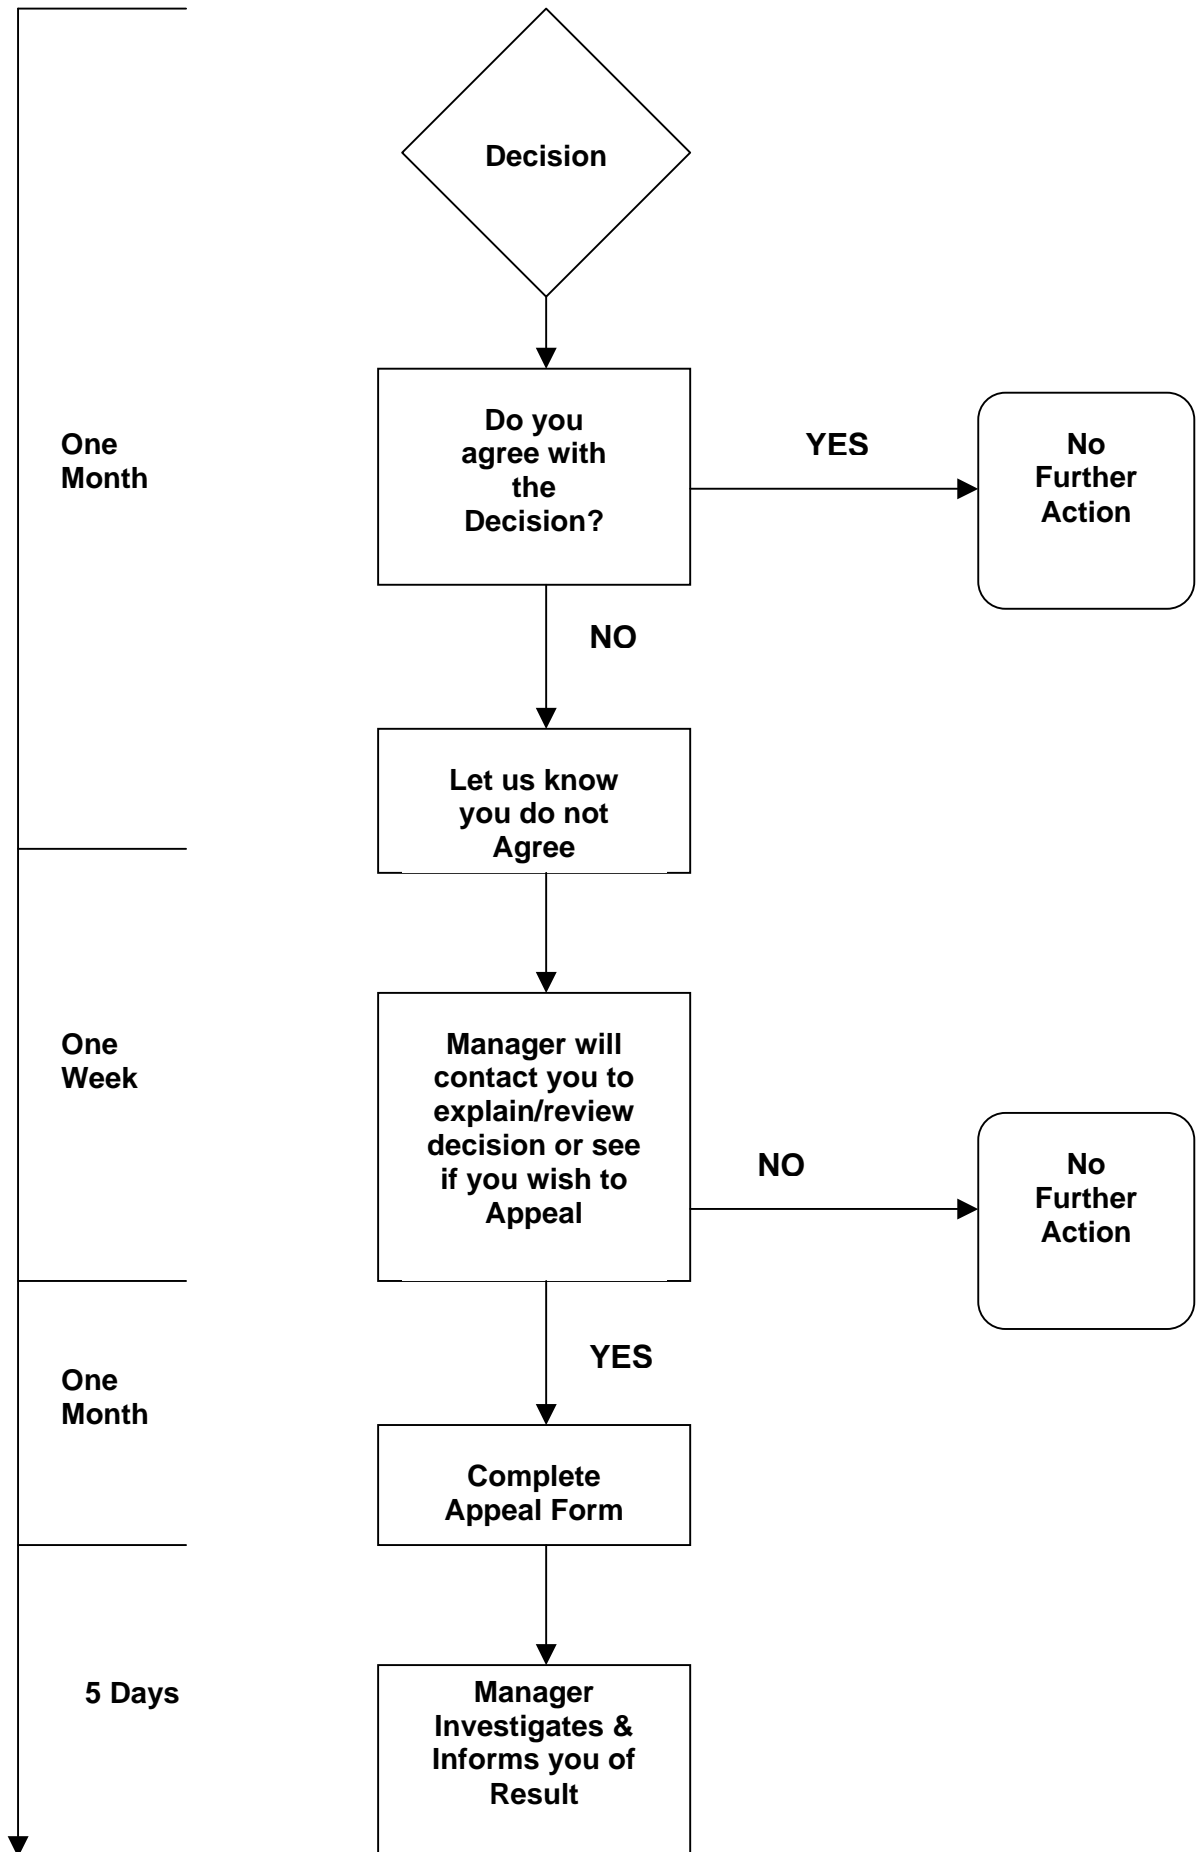 Decision
One
Month
Do you
agree with
the
Decision?
YES
No
Further
Action
NO
Let us know
you do not
Agree
One
Week
Manager will
contact you to
explain/review
decision or see
if you wish to
Appeal
NO
No
Further
Action
YES
One
Month
Complete
Appeal Form
5 Days
Manager
Investigates &
Informs you of
Result